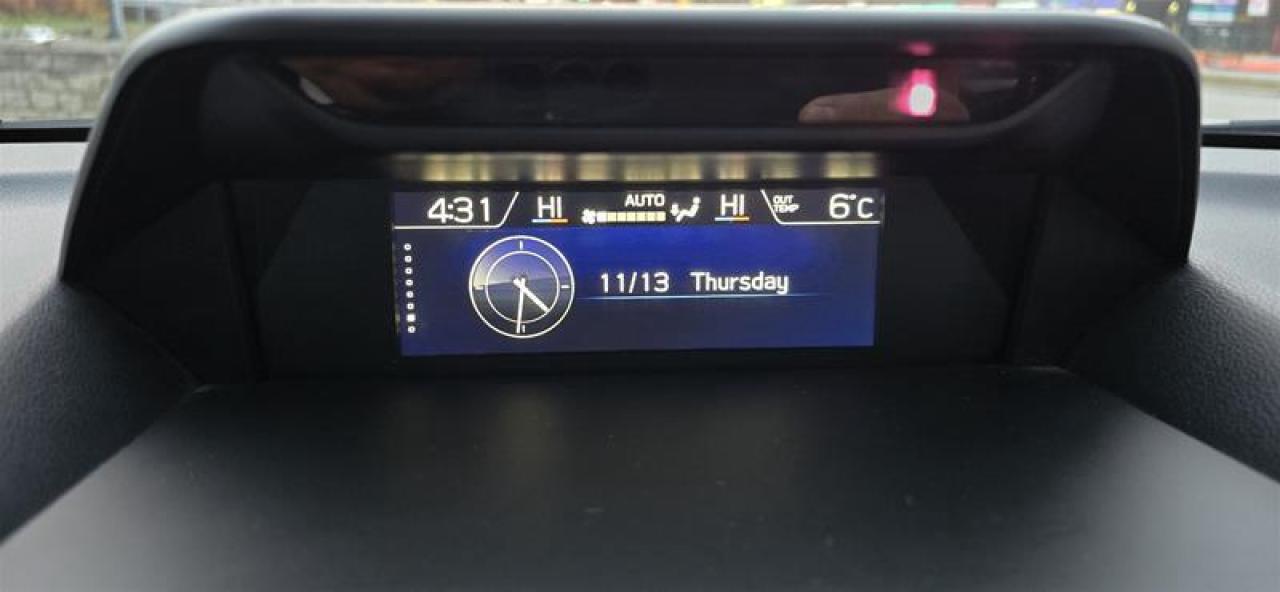 4:31 HI AUTO HI OUT TEMP 6°C
11/13 Thursday